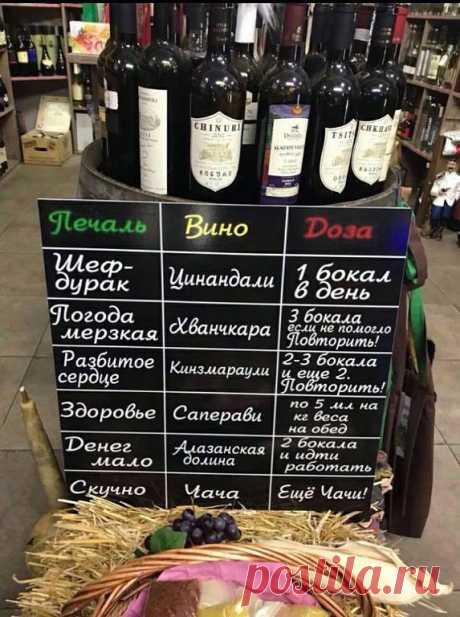 CHINURI
TSIT
CHKHAV
Печаль Вино Доза
Шеф-дурак Цинандали 1 бокал в день
Погода мерзкая Хванчкара 3 бокала если не помогло Повторить!
Разбитое сердце Кинзмараули 2-3 бокала и еще 2. Повторить!
Здоровье Саперави по 5 мл на кг веса на обед
Денег мало Алазанская долина 2 бокала и идти работать
Скучно Чача Ещё Чачи!
postila.ru